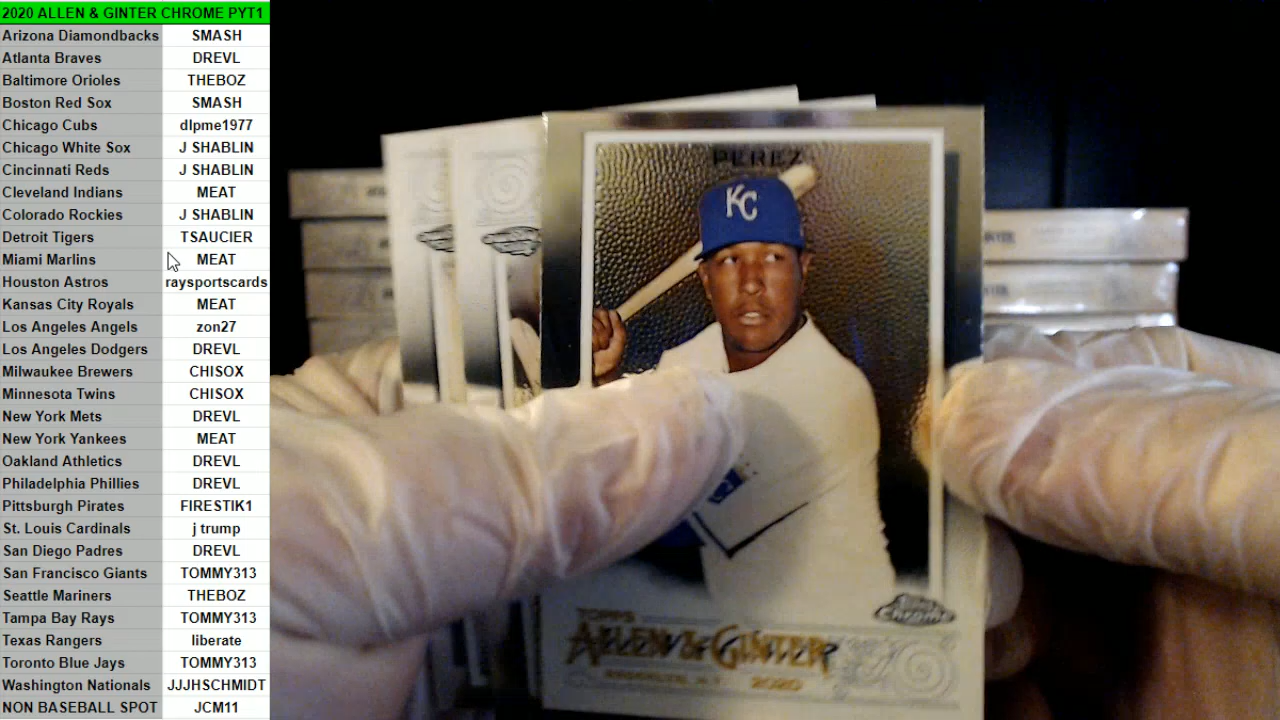 2020 ALLEN & GINTER CHROME PYT1
Arizona Diamondbacks SMASH
Atlanta Braves DREVL
Baltimore Orioles THEBOZ
Boston Red Sox SMASH
Chicago Cubs dlpme1977
Chicago White Sox J SHABLIN
Cincinnati Reds J SHABLIN
Cleveland Indians MEAT
Colorado Rockies J SHABLIN
Detroit Tigers TSAUCIER
Miami Marlins MEAT
Houston Astros raysportscards
Kansas City Royals MEAT
Los Angeles Angels zon27
Los Angeles Dodgers DREVL
Milwaukee Brewers CHISOX
Minnesota Twins CHISOX
New York Mets DREVL
New York Yankees MEAT
Oakland Athletics DREVL
Philadelphia Phillies DREVL
Pittsburgh Pirates FIRESTIK1
St. Louis Cardinals j trump
San Diego Padres DREVL
San Francisco Giants TOMMY313
Seattle Mariners THEBOZ
Tampa Bay Rays TOMMY313
Texas Rangers liberate
Toronto Blue Jays TOMMY313
Washington Nationals JJJHSCHMIDT
NON BASEBALL SPOT JCM11
PEREZ
KC
Topps Chrome
TOPPS
ALLEN & GINTER
BROOKLYN, N.Y. 2020